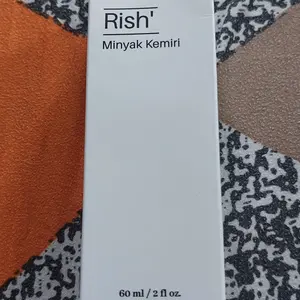 Rish'
Minyak Kemiri
60 ml / 2 fl oz.